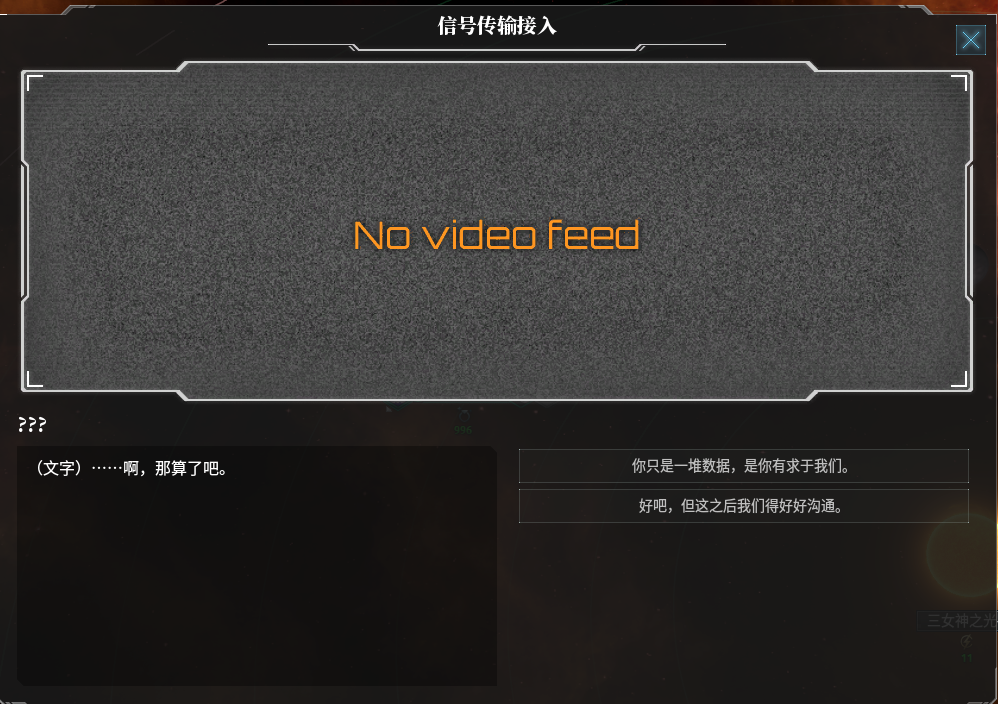 信号传输接入
No video feed
???
996
（文字）……啊，那算了吧。
你只是一堆数据，是你有求于我们。
好吧，但这之后我们得好好沟通。
三女神之光
11